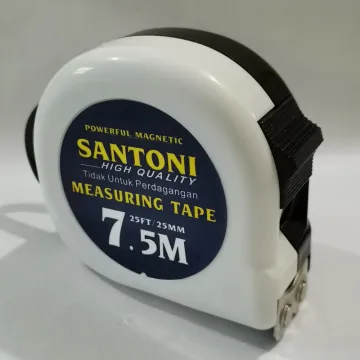 POWERFUL MAGNETIC
SANTONI
HIGH QUALITY
Tidak Untuk Perdagangan
MEASURING TAPE
25FT/25MM
7.5M